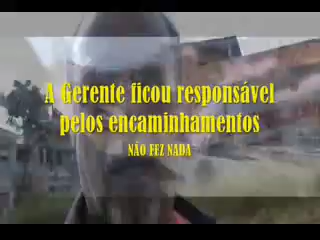 A Gerente ficou responsável
pelos encaminhamentos
NÃO FEZ NADA